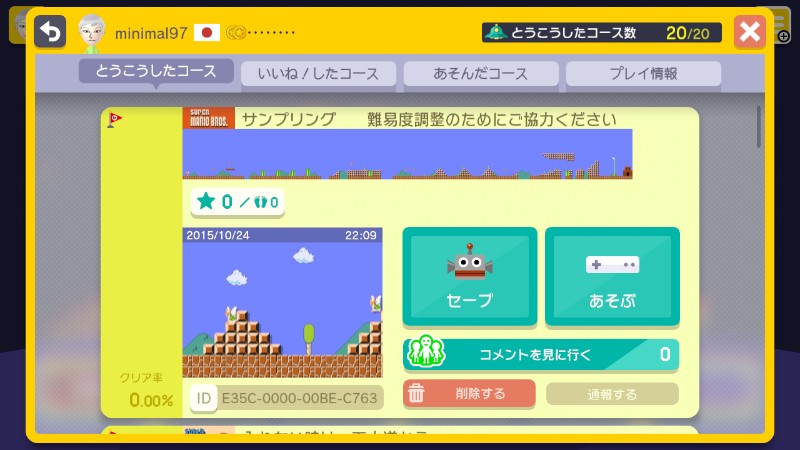 minimal97
とうこうしたコース数 20/20
とうこうしたコース
いいね！したコース
あそんだコース
プレイ情報
SUPER MARIO BROS.
サンプリング 難易度調整のためにご協力ください
0 / 0
2015/10/24 22:09
セーブ
あそぶ
コメントを見に行く 0
クリア率
0.00%
ID E35C-0000-00BE-C763
削除する
通報する